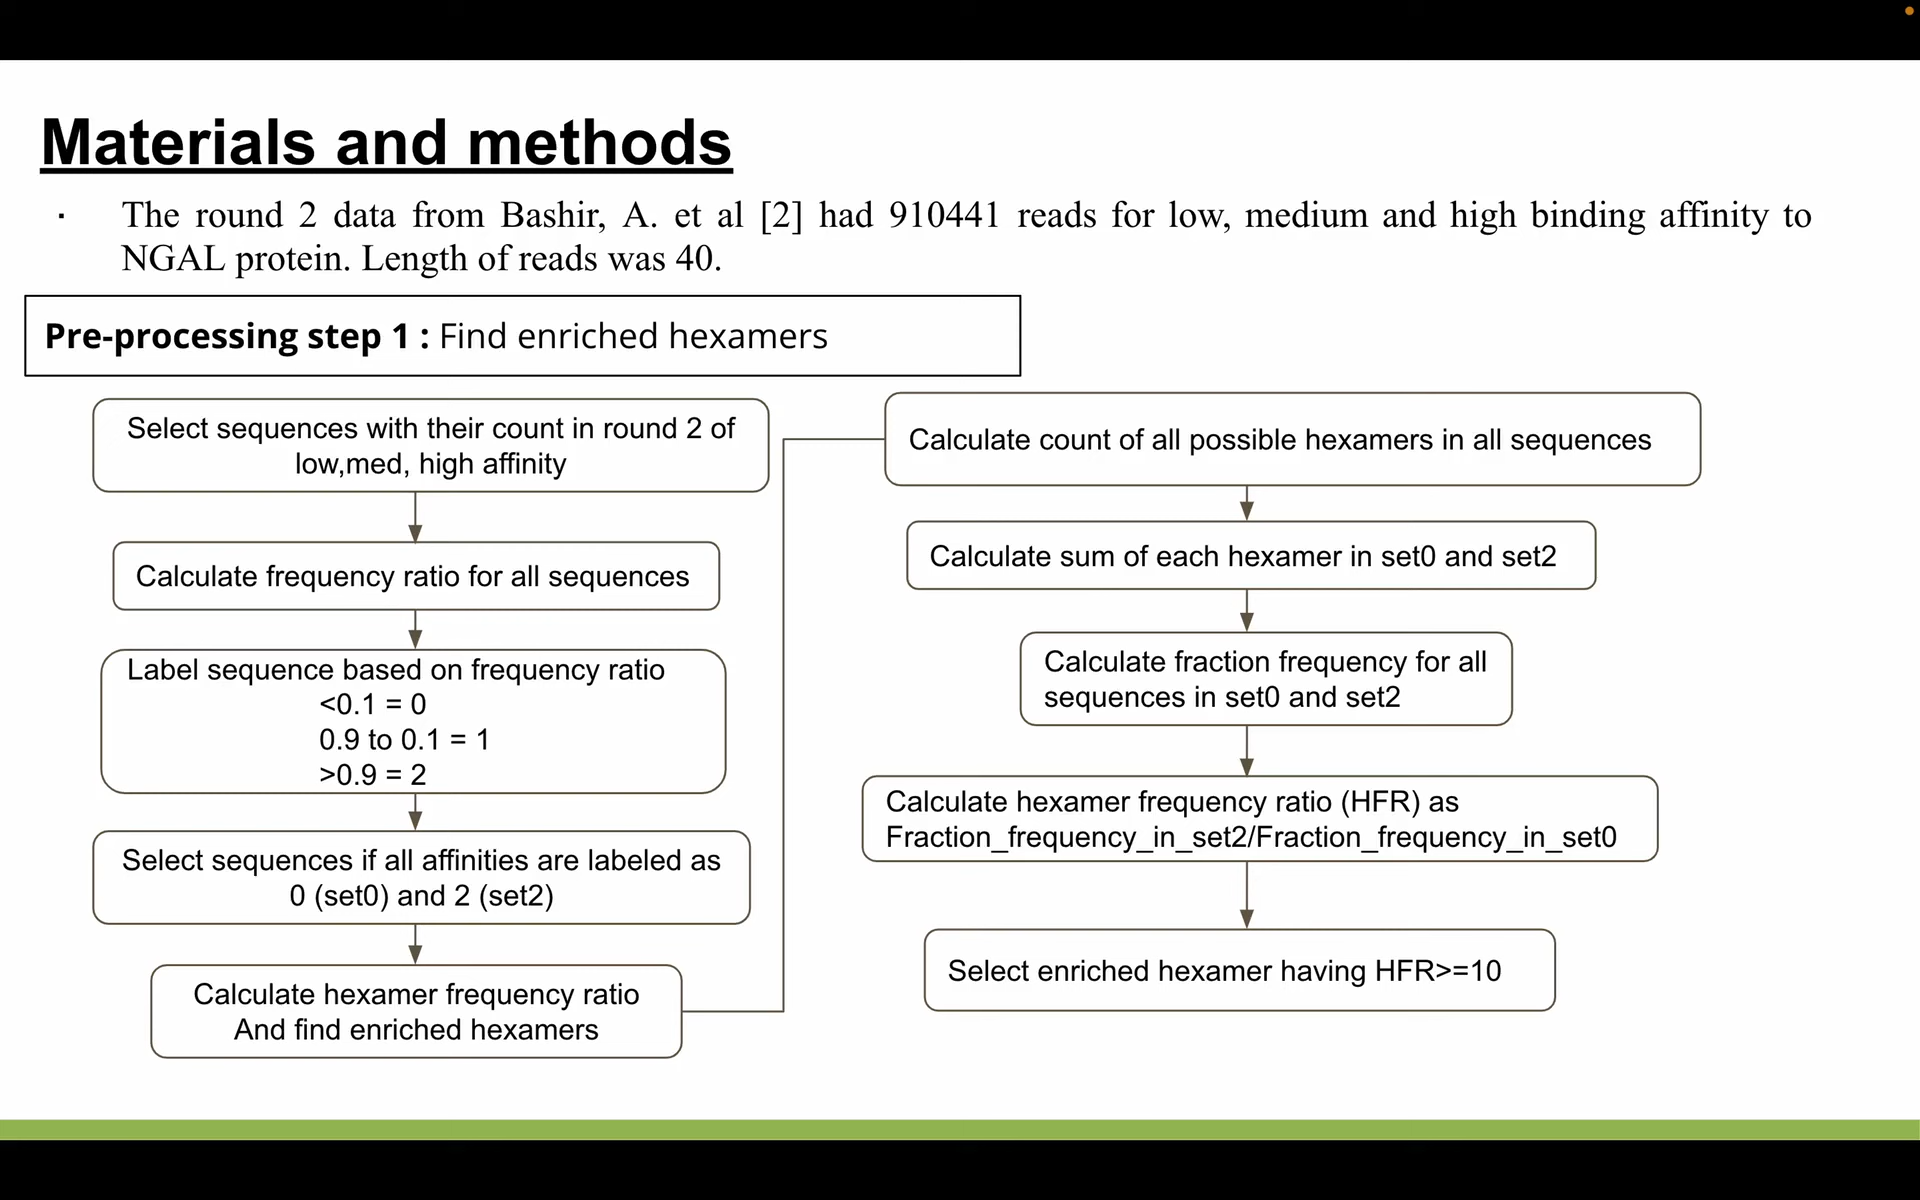 Materials and methods
· The round 2 data from Bashir, A. et al [2] had 910441 reads for low, medium and high binding affinity to
NGAL protein. Length of reads was 40.
Pre-processing step 1 : Find enriched hexamers
Select sequences with their count in round 2 of
low,med, high affinity
Calculate frequency ratio for all sequences
Label sequence based on frequency ratio
<0.1 = 0
0.9 to 0.1 = 1
>0.9 = 2
Select sequences if all affinities are labeled as
0 (set0) and 2 (set2)
Calculate hexamer frequency ratio
And find enriched hexamers
Calculate count of all possible hexamers in all sequences
Calculate sum of each hexamer in set0 and set2
Calculate fraction frequency for all
sequences in set0 and set2
Calculate hexamer frequency ratio (HFR) as
Fraction_frequency_in_set2/Fraction_frequency_in_set0
Select enriched hexamer having HFR>=10